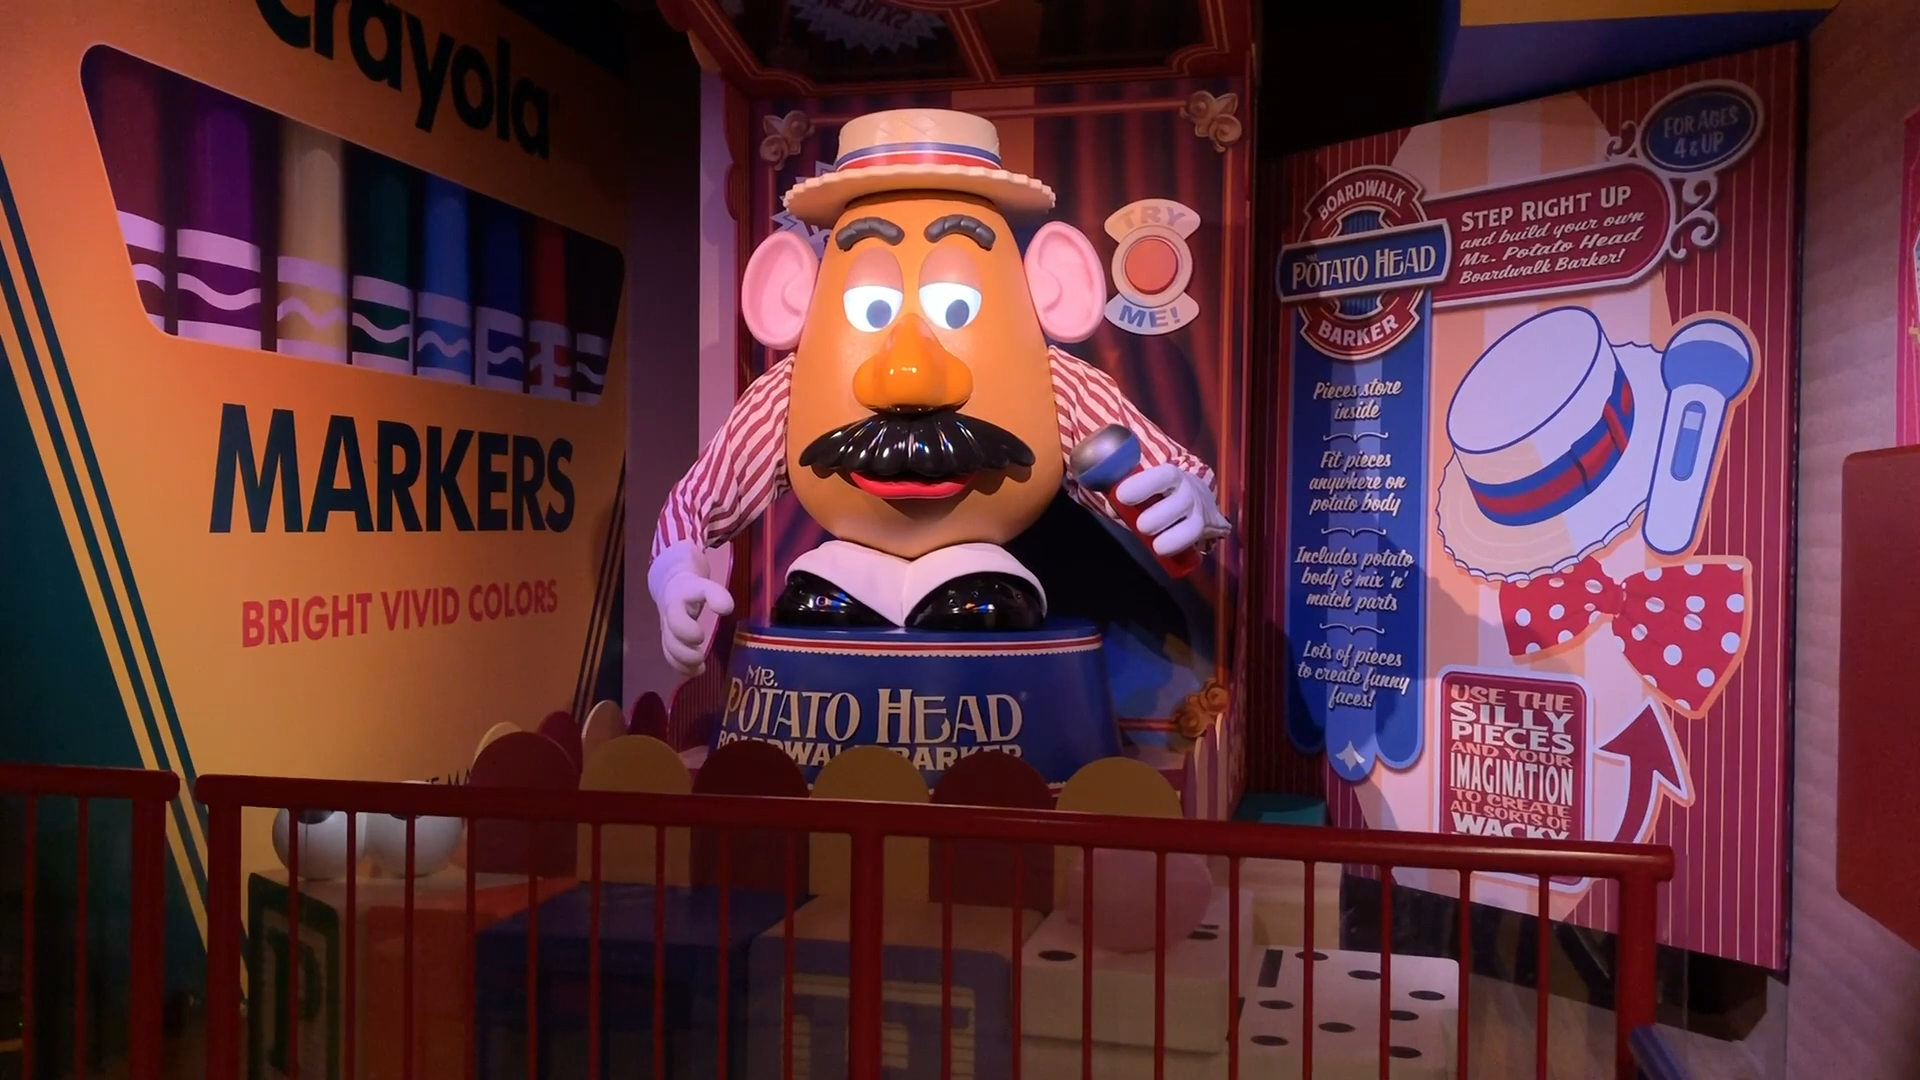 crayola
MARKERS
BRIGHT VIVID COLORS
TRY
ME!
MR.
POTATO HEAD
BOARDWALK BARKER
FOR AGES
4 & UP
BOARDWALK
MR.
POTATO HEAD
BARKER
STEP RIGHT UP
and build your own
Mr. Potato Head
Boardwalk Barker!
Pieces store
inside
Fit pieces
anywhere on
potato body
Includes potato
body & mix 'n'
match parts
Lots of pieces
to create funny
faces!
USE THE
SILLY
PIECES
AND YOUR
IMAGINATION
TO CREATE
ALL SORTS OF
WACKY